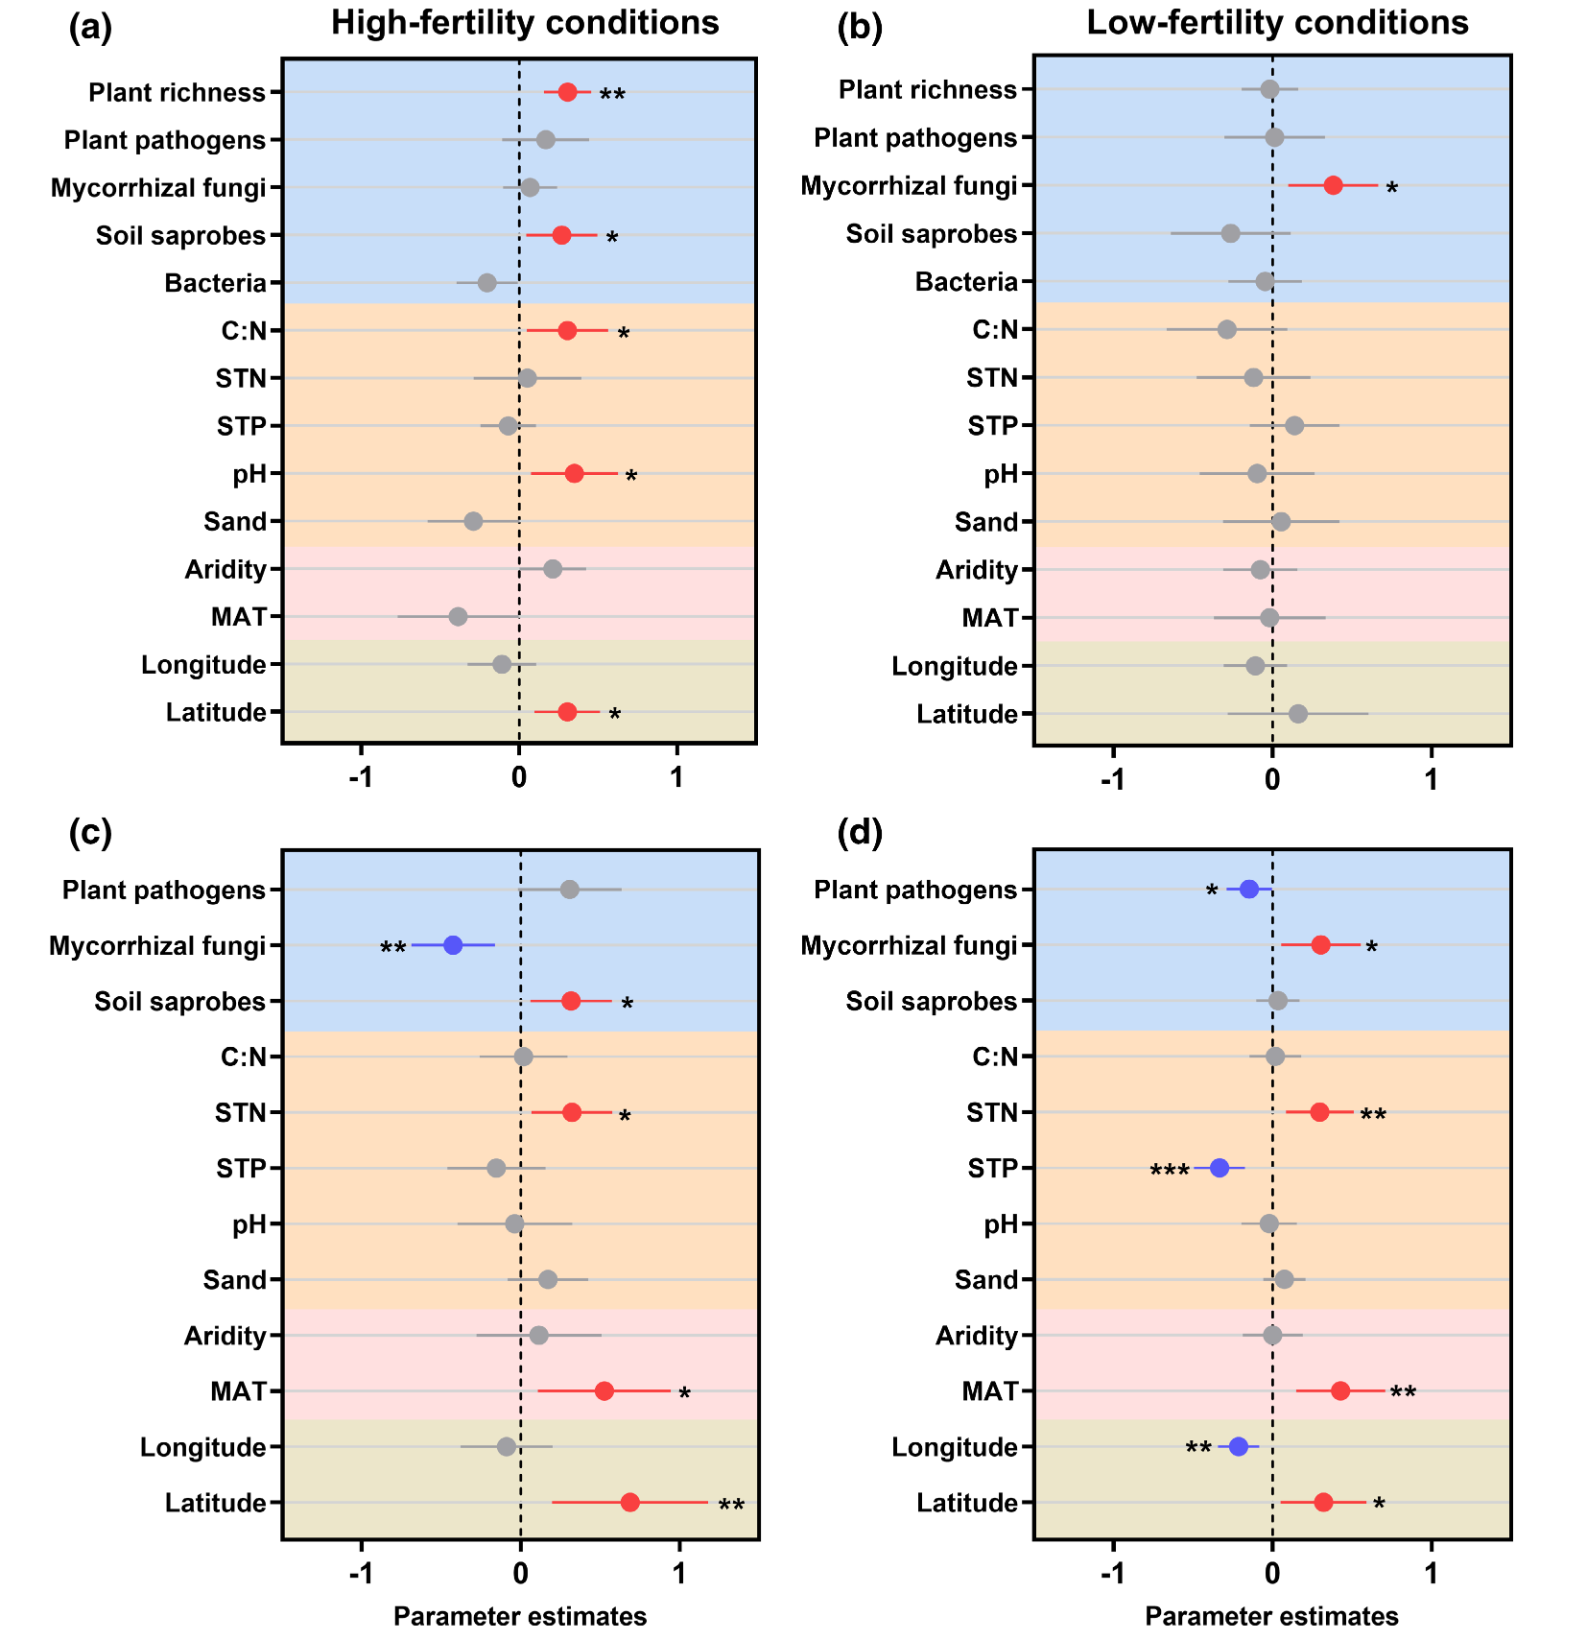 (a) High-fertility conditions
Plant richness **
Plant pathogens
Mycorrhizal fungi
Soil saprobes *
Bacteria
C:N *
STN
STP
pH *
Sand
Aridity
MAT
Longitude
Latitude *
-1 0 1
(b) Low-fertility conditions
Plant richness
Plant pathogens
Mycorrhizal fungi *
Soil saprobes
Bacteria
C:N
STN
STP
pH
Sand
Aridity
MAT
Longitude
Latitude
-1 0 1
(c)
Plant pathogens
Mycorrhizal fungi **
Soil saprobes *
C:N
STN *
STP
pH
Sand
Aridity
MAT *
Longitude
Latitude **
-1 0 1
Parameter estimates
(d)
Plant pathogens *
Mycorrhizal fungi *
Soil saprobes
C:N
STN **
STP ***
pH
Sand
Aridity
MAT **
Longitude **
Latitude *
-1 0 1
Parameter estimates